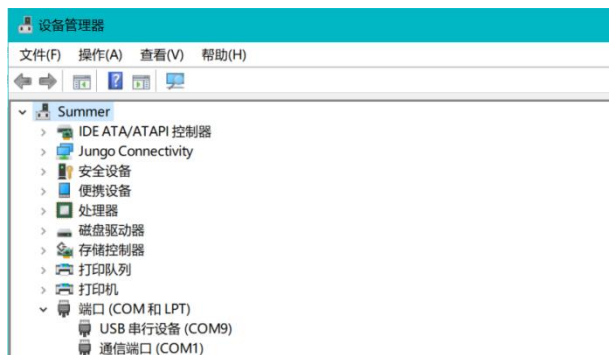 设备管理器
文件(F) 操作(A) 查看(V) 帮助(H)
Summer
IDE ATA/ATAPI 控制器
Jungo Connectivity
安全设备
便携设备
处理器
磁盘驱动器
存储控制器
打印队列
打印机
端口 (COM 和 LPT)
USB 串行设备 (COM9)
通信端口 (COM1)